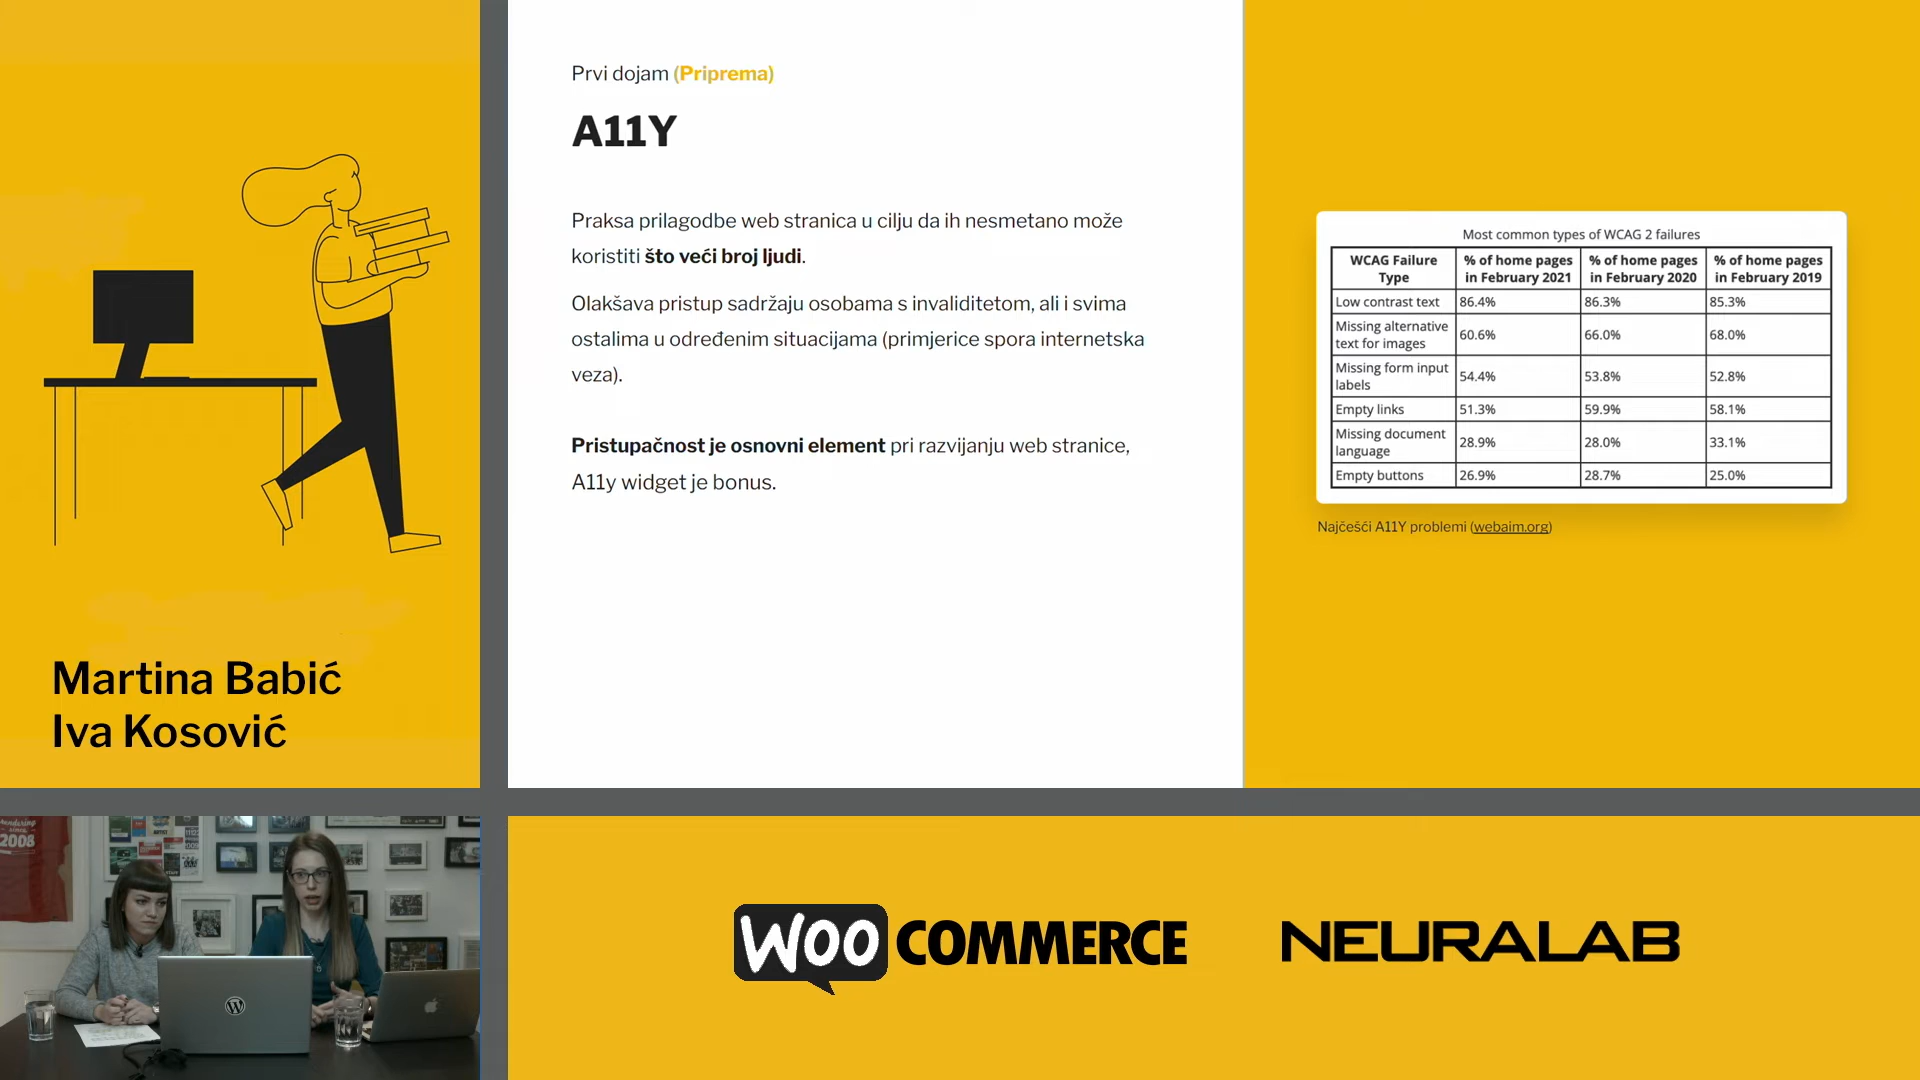 Prvi dojam (Priprema)
A11Y
Praksa prilagodbe web stranica u cilju da ih nesmetano može
koristiti što veći broj ljudi.
Olakšava pristup sadržaju osobama s invaliditetom, ali i svima
ostalima u određenim situacijama (primjerice spora internetska
veza).
Pristupačnost je osnovni element pri razvijanju web stranice,
A11y widget je bonus.
Most common types of WCAG 2 failures
WCAG Failure Type % of home pages in February 2021 % of home pages in February 2020 % of home pages in February 2019
Low contrast text 86.4% 86.3% 85.3%
Missing alternative text for images 60.6% 66.0% 68.0%
Missing form input labels 54.4% 53.8% 52.8%
Empty links 51.3% 59.9% 58.1%
Missing document language 28.9% 28.0% 33.1%
Empty buttons 26.9% 28.7% 25.0%
Najčešći A11Y problemi (webaim.org)
Martina Babić
Iva Kosović
2008
WOO COMMERCE
NEURALAB